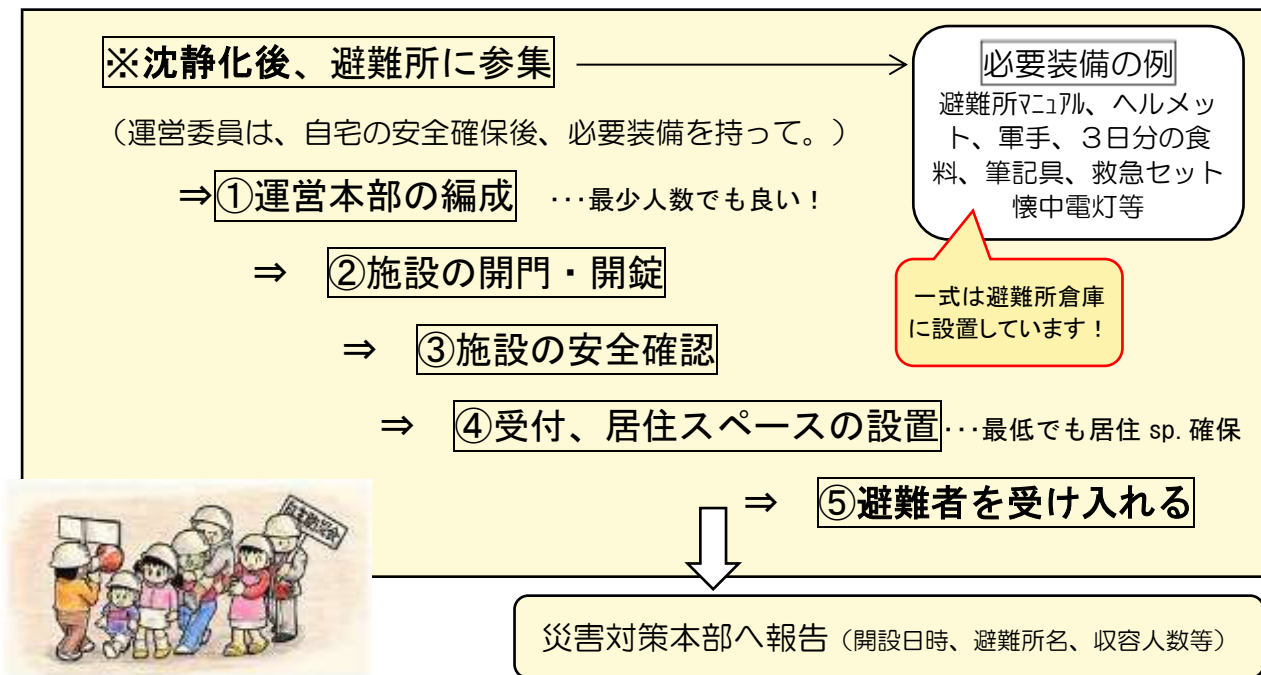 ※沈静化後、避難所に参集
（運営委員は、自宅の安全確保後、必要装備を持って。）
必要装備の例
避難所ﾏﾆｭｱﾙ、ヘルメッ
ト、軍手、３日分の食
料、筆記具、救急セット
懐中電灯等
一式は避難所倉庫
に設置しています！
⇒①運営本部の編成 …最少人数でも良い！
⇒ ②施設の開門・開錠
⇒ ③施設の安全確認
⇒ ④受付、居住スペースの設置…最低でも居住 sp.確保
⇒ ⑤避難者を受け入れる
災害対策本部へ報告（開設日時、避難所名、収容人数等）